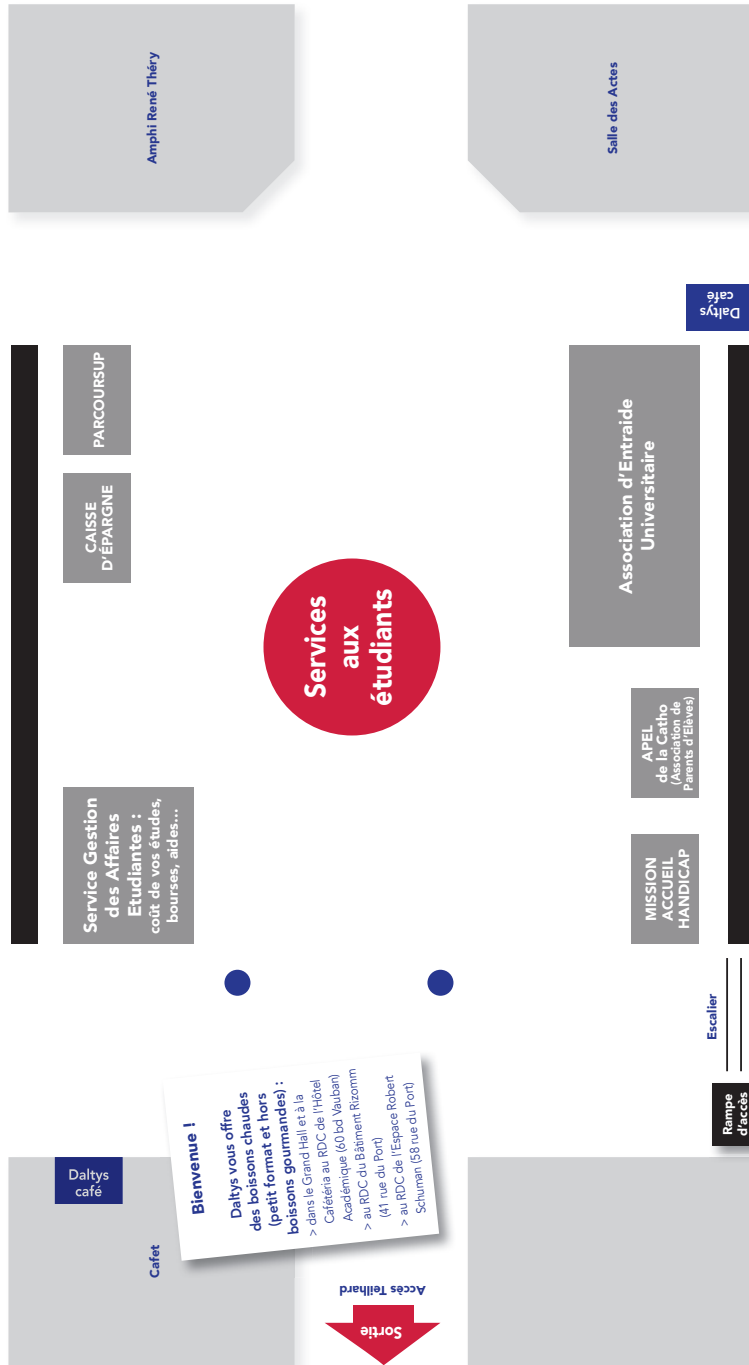 Amphi René Théry
Salle des Actes
Daltys
café
PARCOURSUP
CAISSE
D'ÉPARGNE
Association d'Entraide
Universitaire
Services
aux
étudiants
APEL
de la Catho
(Association de
Parents d'Elèves)
Service Gestion
des Affaires
Etudiantes :
coût de vos études,
bourses, aides...
MISSION
ACCUEIL
HANDICAP
Escalier
Rampe
d'accès
Daltys
café
Cafet
Bienvenue !
Daltys vous offre
des boissons chaudes
(petit format et hors
boissons gourmandes) :
> dans le Grand Hall et à la
Cafétéria au RDC de l'Hôtel
Académique (60 bd Vauban)
> au RDC du Bâtiment Rizomm
(41 rue du Port)
> au RDC de l'Espace Robert
Schuman (58 rue du Port)
Accès Teilhard
Sortie